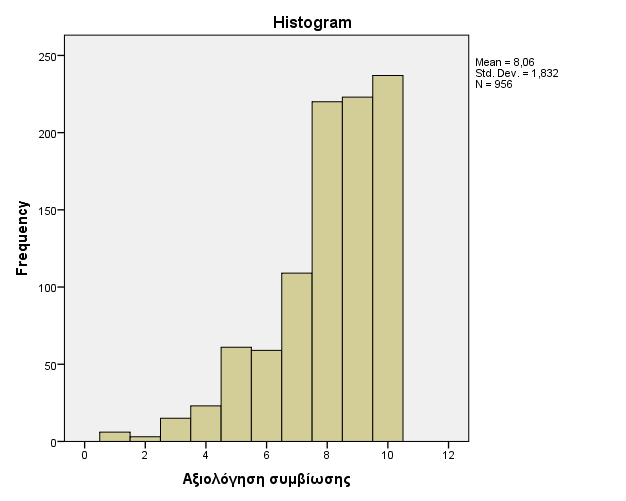 Histogram
Mean = 8,06
Std. Dev. = 1,832
N = 956
Frequency
250
200
150
100
50
0
0 2 4 6 8 10 12
Αξιολόγηση συμβίωσης